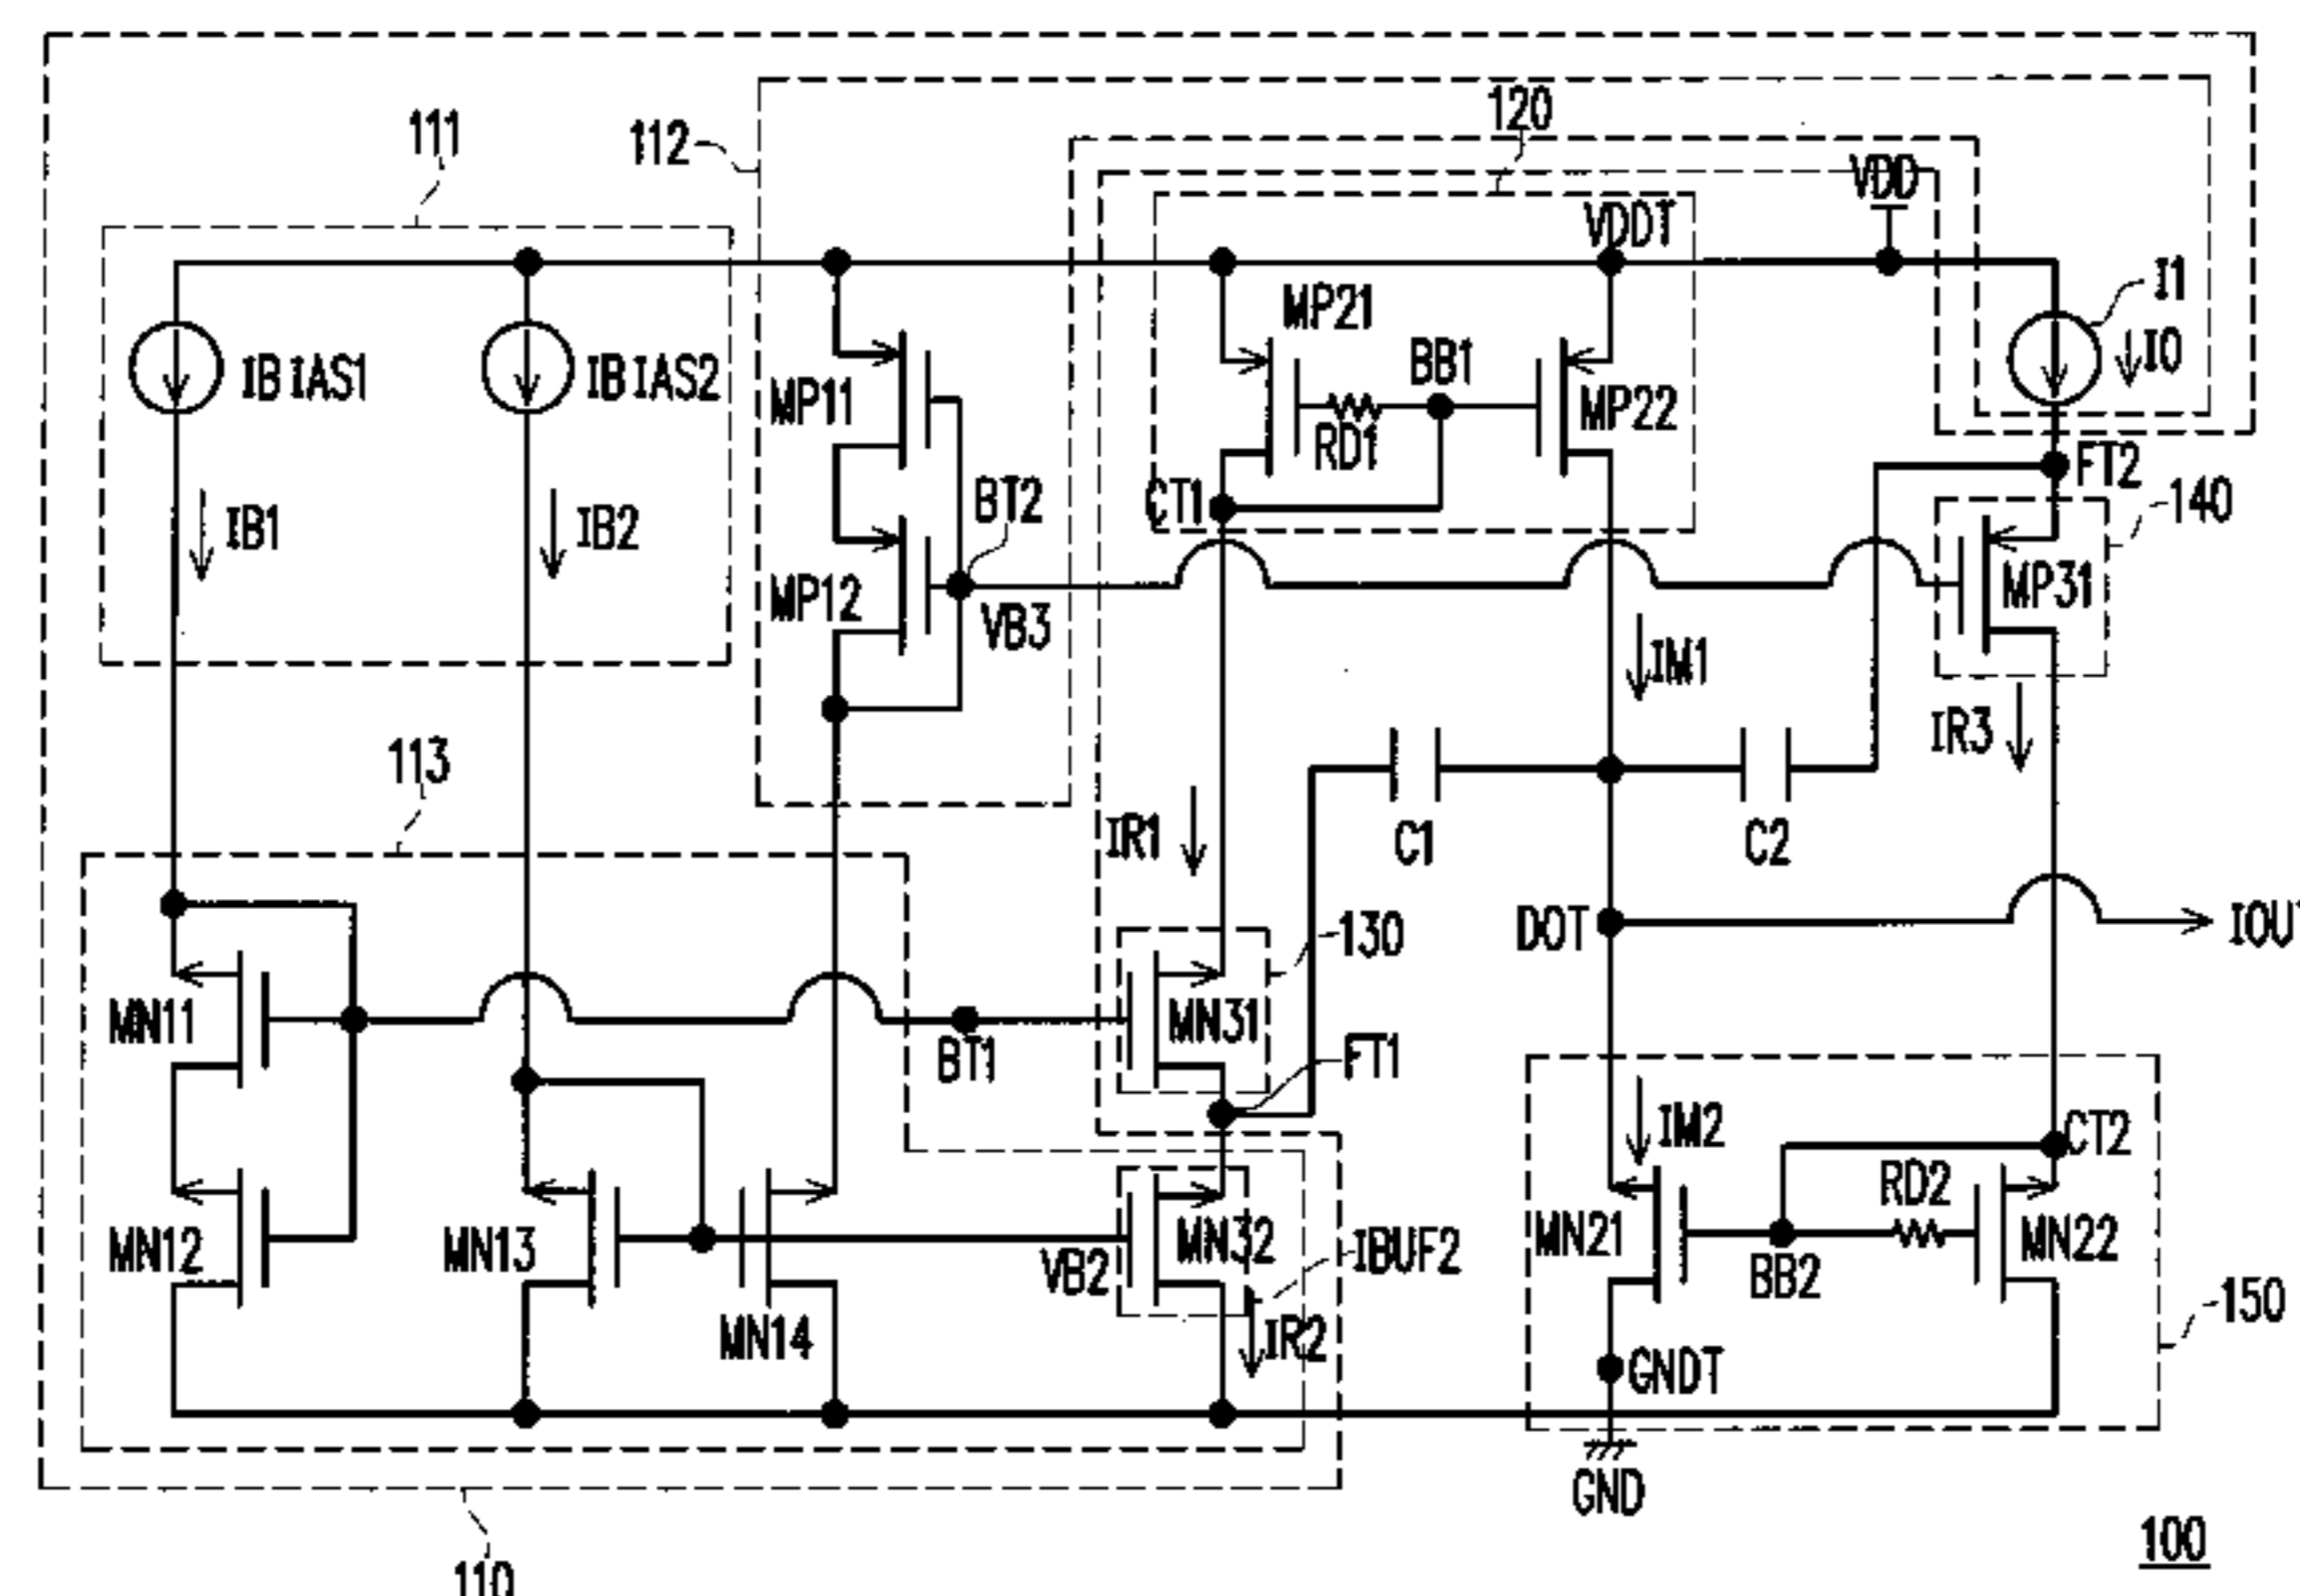 120
111
112
VDD
VDDT
I1
MP21
I0
BB1
IBIAS1
IBIAS2
MP11
MP22
RD1
FT2
BT2
CT1
140
IB1
IB2
MP12
MP31
VB3
IM1
IR3
113
IR1
C1
C2
DOT
130
IOU
MN11
MN31
BT1
FT1
IM2
CT2
RD2
MN12
MN13
MN32
MN21
MN22
VB2
IBUF2
BB2
150
MN14
IR2
GNDT
GND
100
110